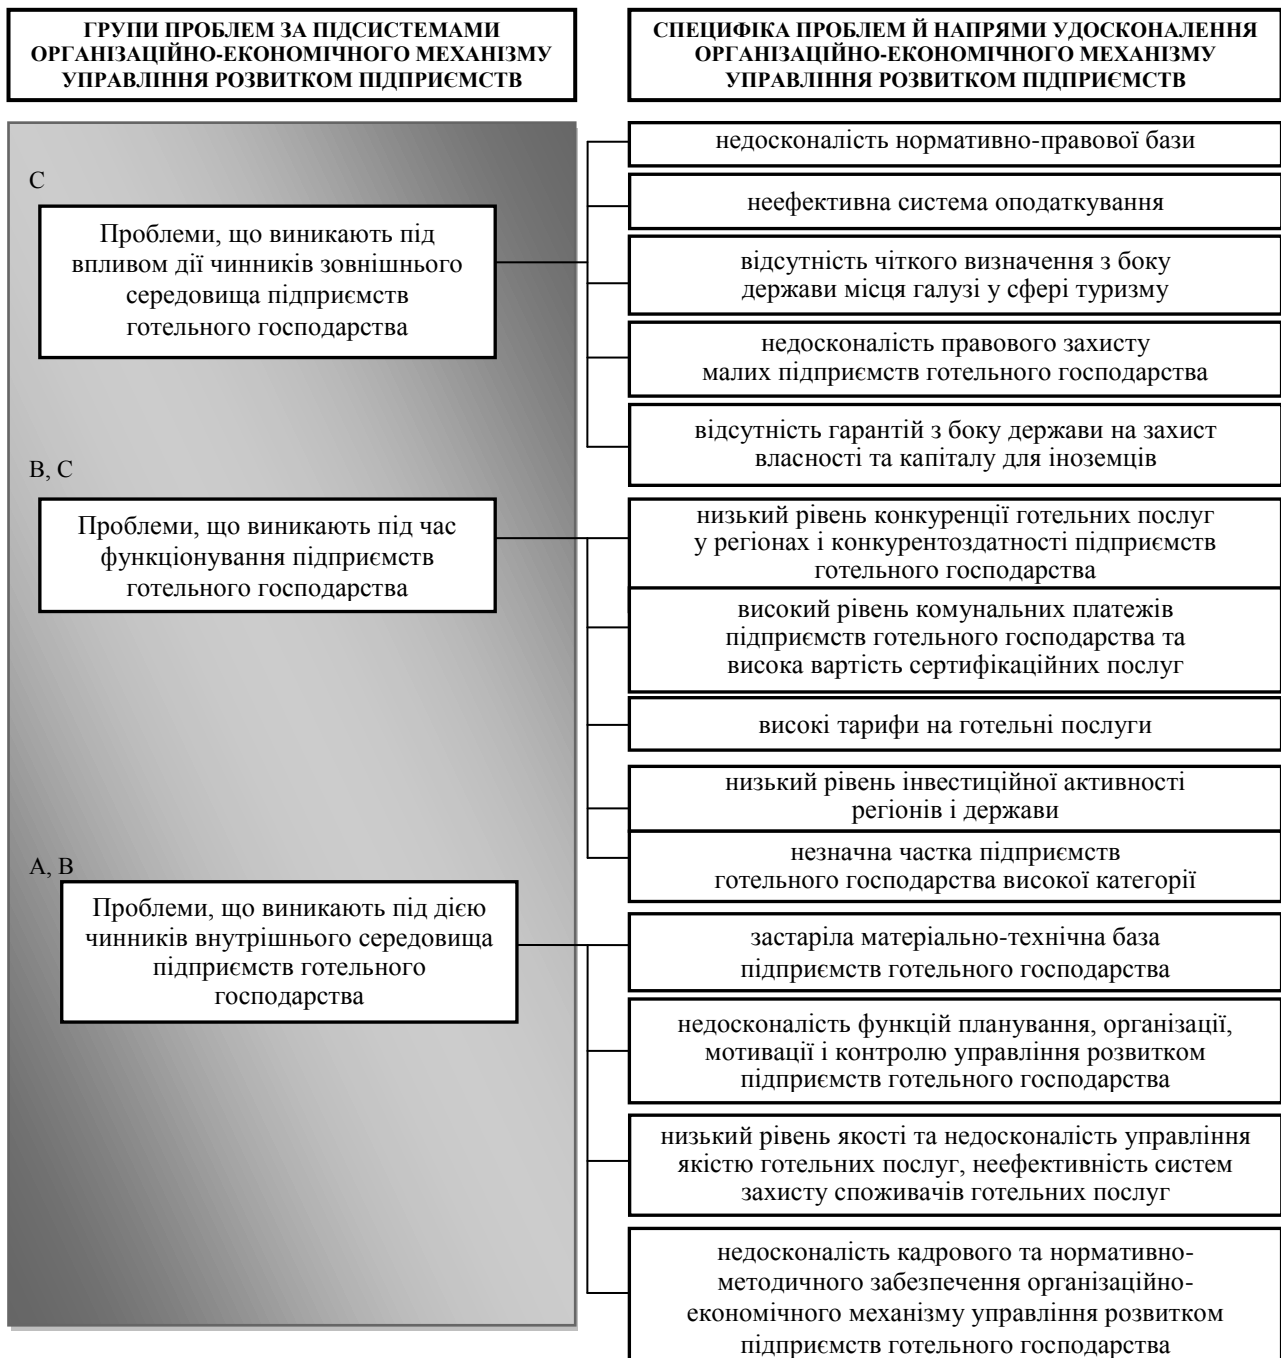 ГРУПИ ПРОБЛЕМ ЗА ПІДСИСТЕМАМИ
ОРГАНІЗАЦІЙНО-ЕКОНОМІЧНОГО МЕХАНІЗМУ
УПРАВЛІННЯ РОЗВИТКОМ ПІДПРИЄМСТВ
СПЕЦИФІКА ПРОБЛЕМ Й НАПРЯМИ УДОСКОНАЛЕННЯ
ОРГАНІЗАЦІЙНО-ЕКОНОМІЧНОГО МЕХАНІЗМУ
УПРАВЛІННЯ РОЗВИТКОМ ПІДПРИЄМСТВ
С
Проблеми, що виникають під
впливом дії чинників зовнішнього
середовища підприємств
готельного господарства
недосконалість нормативно-правової бази
неефективна система оподаткування
відсутність чіткого визначення з боку
держави місця галузі у сфері туризму
недосконалість правового захисту
малих підприємств готельного господарства
відсутність гарантій з боку держави на захист
власності та капіталу для іноземців
В, С
Проблеми, що виникають під час
функціонування підприємств
готельного господарства
низький рівень конкуренції готельних послуг
у регіонах і конкурентоздатності підприємств
готельного господарства
високий рівень комунальних платежів
підприємств готельного господарства та
висока вартість сертифікаційних послуг
високі тарифи на готельні послуги
низький рівень інвестиційної активності
регіонів і держави
незначна частка підприємств
готельного господарства високої категорії
А, В
Проблеми, що виникають під дією
чинників внутрішнього середовища
підприємств готельного
господарства
застаріла матеріально-технічна база
підприємств готельного господарства
недосконалість функцій планування, організації,
мотивації і контролю управління розвитком
підприємств готельного господарства
низький рівень якості та недосконалість управління
якістю готельних послуг, неефективність систем
захисту споживачів готельних послуг
недосконалість кадрового та нормативно-
методичного забезпечення організаційно-
економічного механізму управління розвитком
підприємств готельного господарства